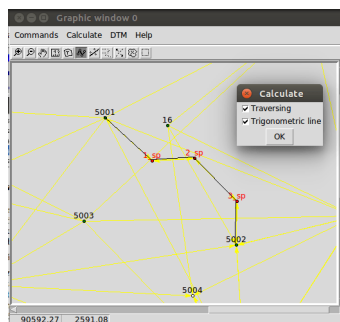 Graphic window 0
Commands Calculate DTM Help
Calculate
Traversing
Trigonometric line
OK
5001
16
1_sp
2_sp
3_sp
5003
5002
5004
90592.27 2591.08